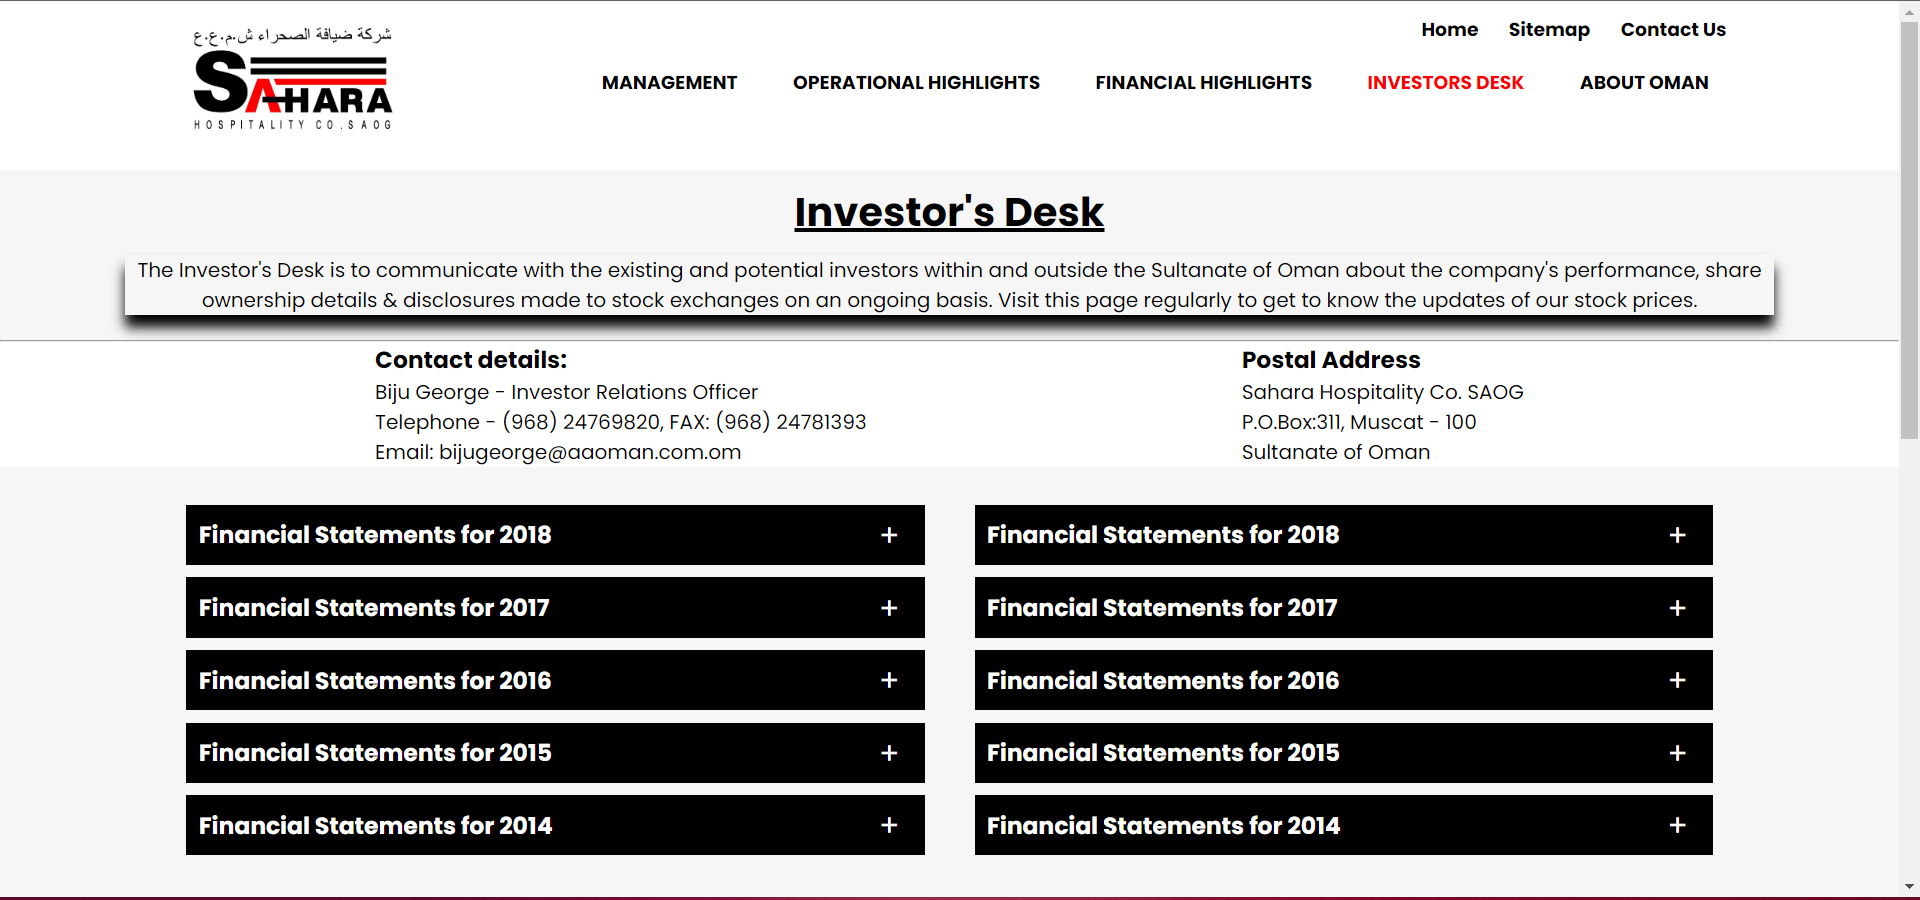 شركة ضيافة الصحراء ش.م.ع.ع
SAHARA
HOSPITALITY CO.SAOG
Home Sitemap Contact Us
MANAGEMENT OPERATIONAL HIGHLIGHTS FINANCIAL HIGHLIGHTS INVESTORS DESK ABOUT OMAN
Investor's Desk
The Investor's Desk is to communicate with the existing and potential investors within and outside the Sultanate of Oman about the company's performance, share
ownership details & disclosures made to stock exchanges on an ongoing basis. Visit this page regularly to get to know the updates of our stock prices.
Contact details:
Biju George - Investor Relations Officer
Telephone - (968) 24769820, FAX: (968) 24781393
Email: bijugeorge@aaoman.com.om
Postal Address
Sahara Hospitality Co. SAOG
P.O.Box:311, Muscat - 100
Sultanate of Oman
Financial Statements for 2018 +
Financial Statements for 2017 +
Financial Statements for 2016 +
Financial Statements for 2015 +
Financial Statements for 2014 +
Financial Statements for 2018 +
Financial Statements for 2017 +
Financial Statements for 2016 +
Financial Statements for 2015 +
Financial Statements for 2014 +